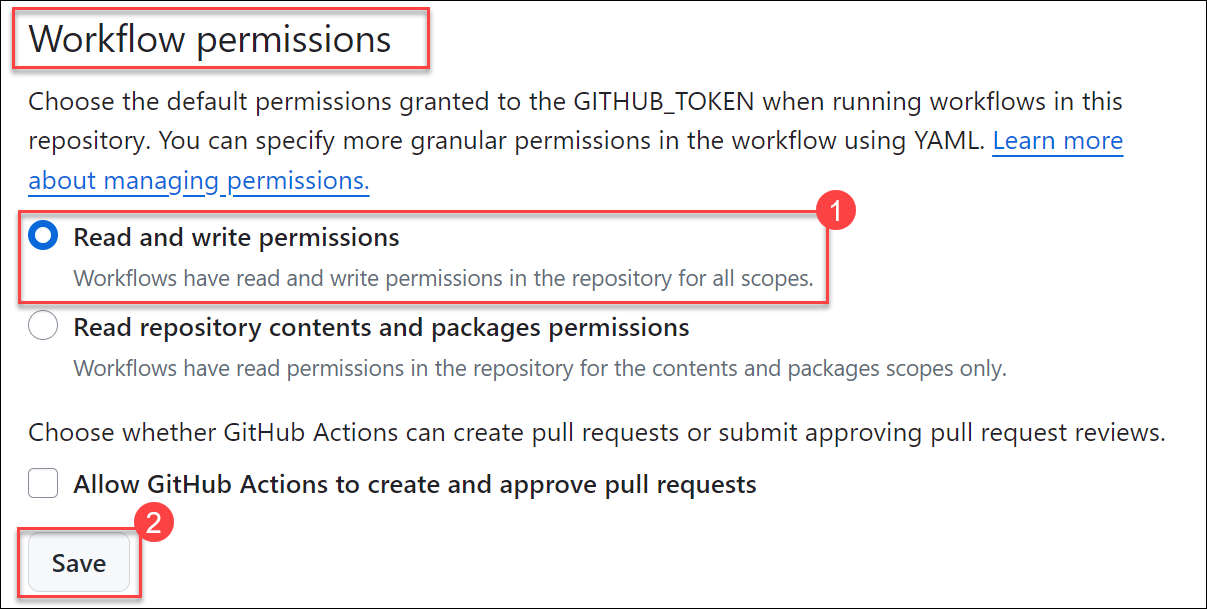 Workflow permissions
Choose the default permissions granted to the GITHUB_TOKEN when running workflows in this
repository. You can specify more granular permissions in the workflow using YAML. Learn more
about managing permissions.
1
Read and write permissions
Workflows have read and write permissions in the repository for all scopes.
Read repository contents and packages permissions
Workflows have read permissions in the repository for the contents and packages scopes only.
Choose whether GitHub Actions can create pull requests or submit approving pull request reviews.
Allow GitHub Actions to create and approve pull requests
2
Save